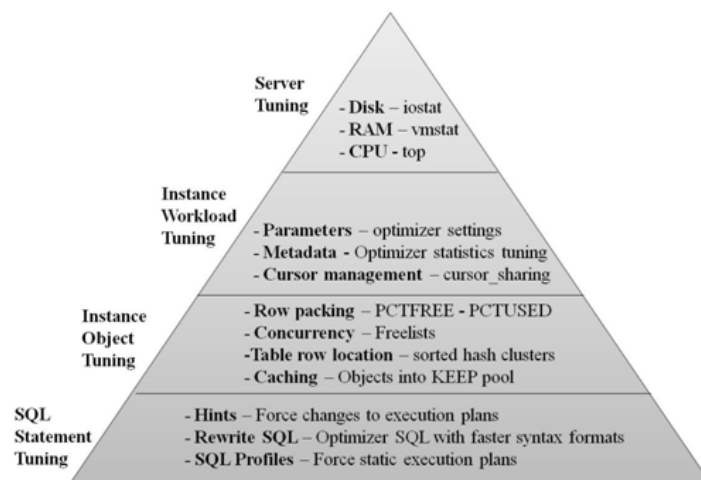 Server
Tuning
- Disk – iostat
- RAM – vmstat
- CPU - top
Instance
Workload
Tuning
- Parameters – optimizer settings
- Metadata - Optimizer statistics tuning
- Cursor management – cursor_sharing
Instance
Object
Tuning
- Row packing – PCTFREE - PCTUSED
- Concurrency – Freelists
-Table row location – sorted hash clusters
- Caching – Objects into KEEP pool
SQL
Statement
Tuning
- Hints – Force changes to execution plans
- Rewrite SQL – Optimizer SQL with faster syntax formats
- SQL Profiles – Force static execution plans